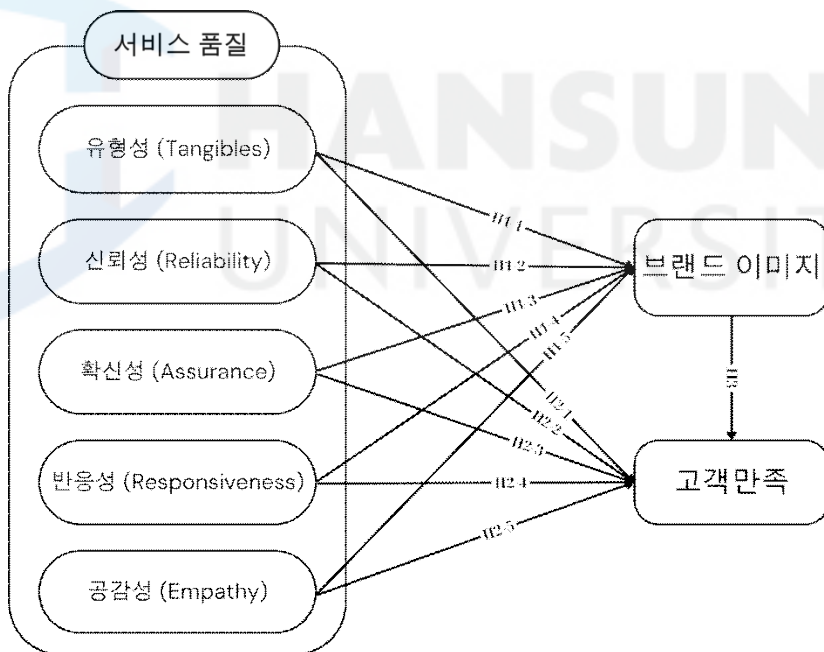 서비스 품질
유형성 (Tangibles)
신뢰성 (Reliability)
확신성 (Assurance)
반응성 (Responsiveness)
공감성 (Empathy)
H1-1
H1-2
H1-3
H1-4
H1-5
H2-1
H2-2
H2-3
H2-4
H2-5
브랜드 이미지
H3
고객만족
HANSUN
UNIVERSIT